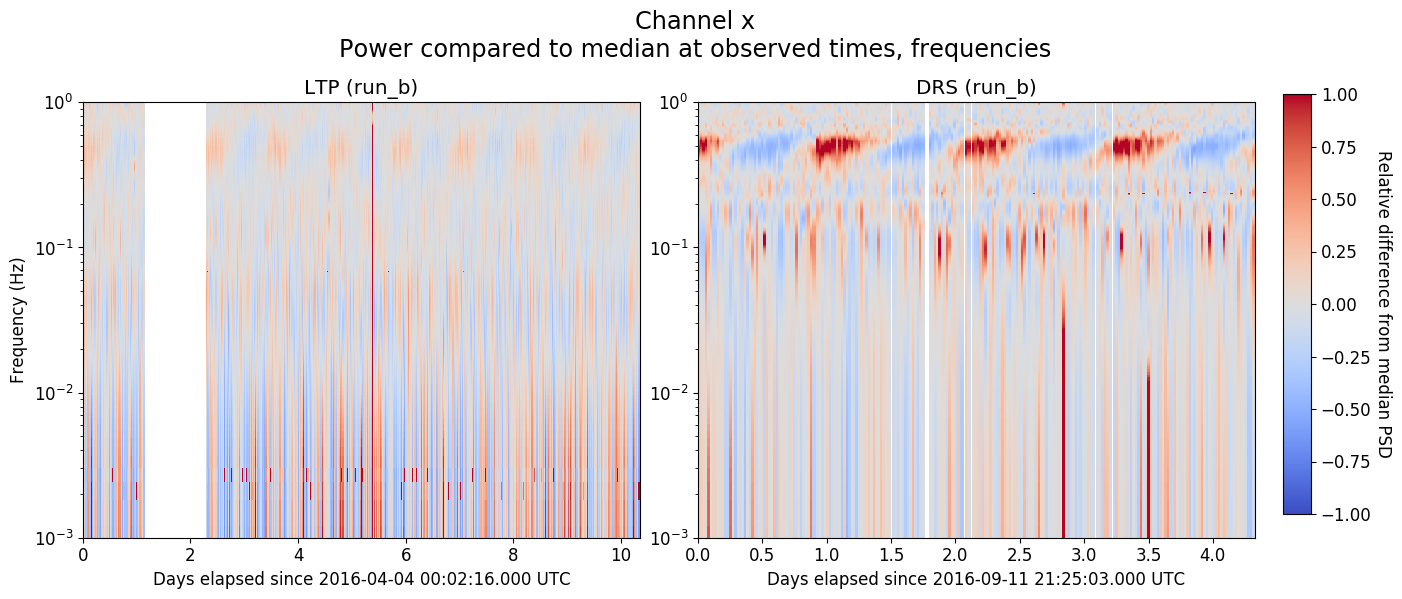 Channel x
Power compared to median at observed times, frequencies
LTP (run_b)
DRS (run_b)
Frequency (Hz)
10⁰
10⁻¹
10⁻²
10⁻³
0 2 4 6 8 10
Days elapsed since 2016-04-04 00:02:16.000 UTC
10⁰
10⁻¹
10⁻²
10⁻³
0.0 0.5 1.0 1.5 2.0 2.5 3.0 3.5 4.0
Days elapsed since 2016-09-11 21:25:03.000 UTC
1.00
0.75
0.50
0.25
0.00
−0.25
−0.50
−0.75
−1.00
Relative difference from median PSD